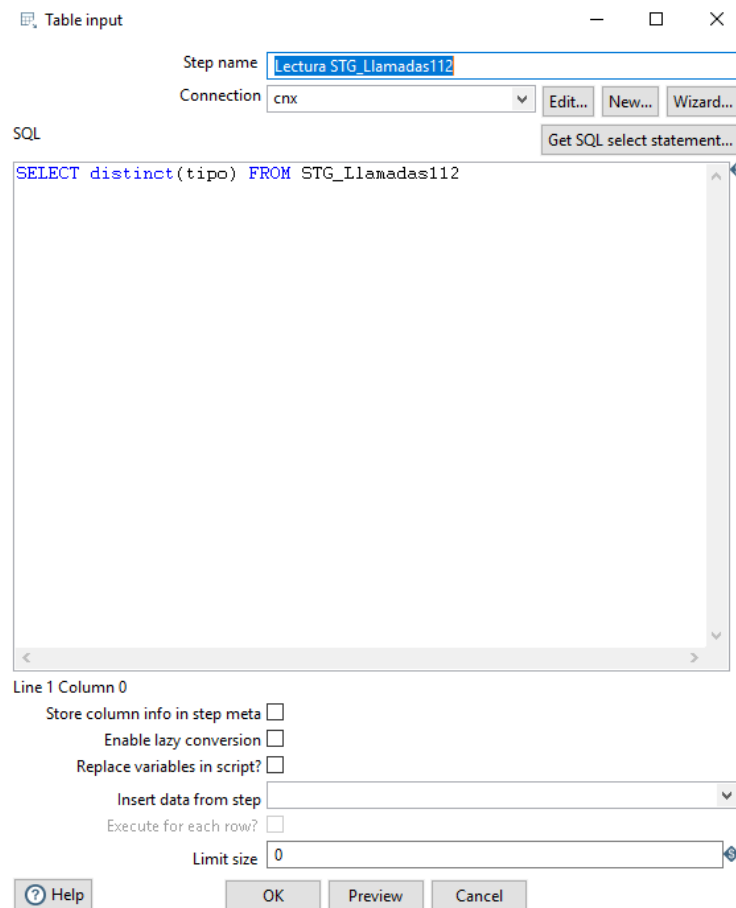 Table input
Step name Lectura STG_Llamadas112
Connection cnx Edit... New... Wizard...
SQL Get SQL select statement...
SELECT distinct(tipo) FROM STG_Llamadas112
Line 1 Column 0
Store column info in step meta
Enable lazy conversion
Replace variables in script?
Insert data from step
Execute for each row?
Limit size 0
Help OK Preview Cancel